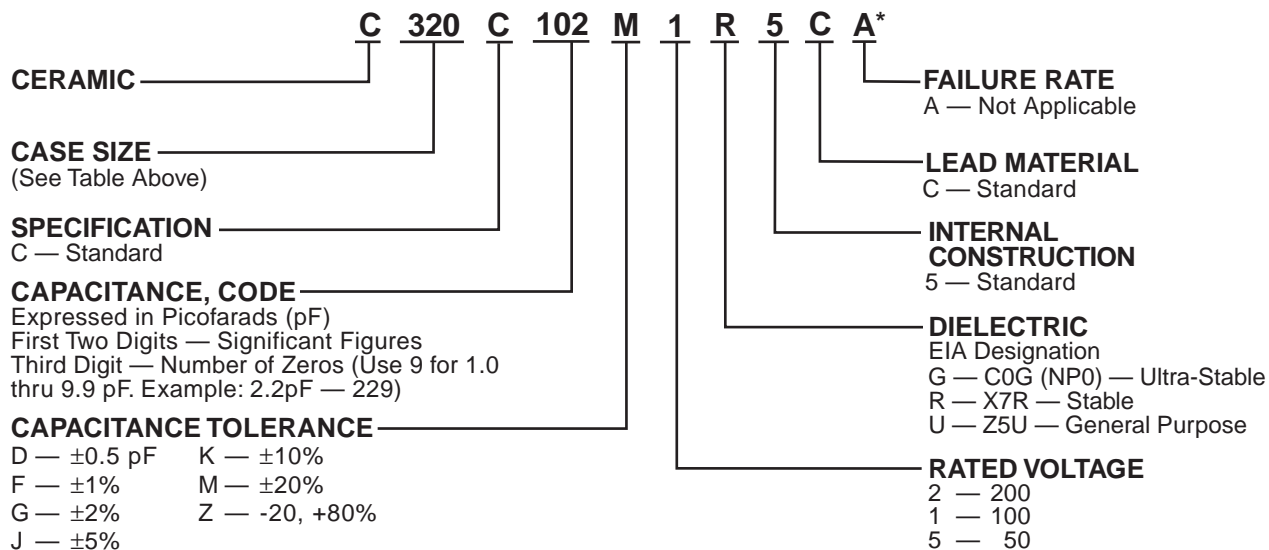 C 320 C 102 M 1 R 5 C A*
CERAMIC
CASE SIZE
(See Table Above)
SPECIFICATION
C — Standard
CAPACITANCE, CODE
Expressed in Picofarads (pF)
First Two Digits — Significant Figures
Third Digit — Number of Zeros (Use 9 for 1.0
thru 9.9 pF. Example: 2.2pF — 229)
CAPACITANCE TOLERANCE
D — ±0.5 pF K — ±10%
F — ±1% M — ±20%
G — ±2% Z — -20, +80%
J — ±5%
FAILURE RATE
A — Not Applicable
LEAD MATERIAL
C — Standard
INTERNAL
CONSTRUCTION
5 — Standard
DIELECTRIC
EIA Designation
G — C0G (NP0) — Ultra-Stable
R — X7R — Stable
U — Z5U — General Purpose
RATED VOLTAGE
2 — 200
1 — 100
5 — 50